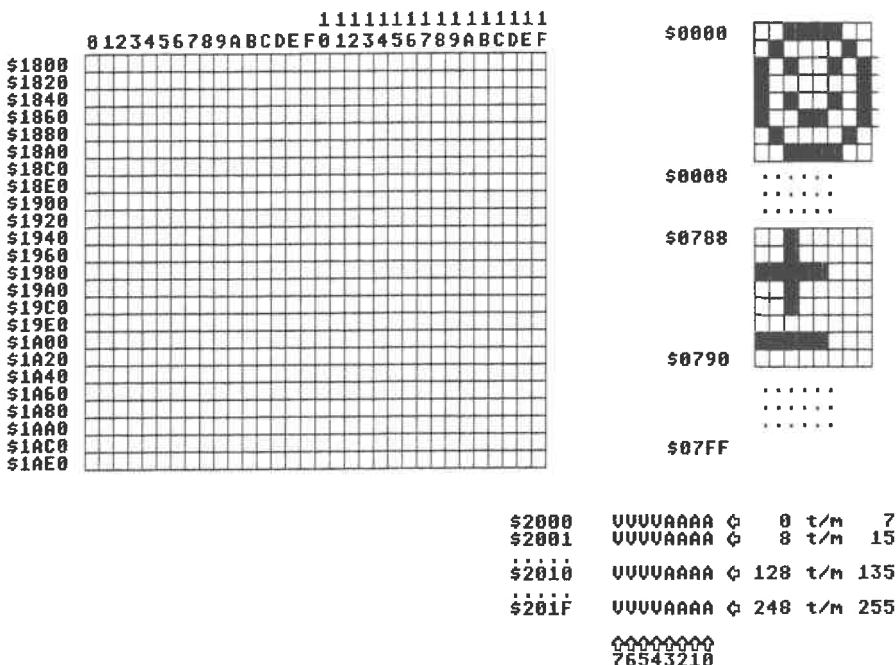 1111111111111111
0123456789ABCDEF0123456789ABCDEF
$1800
$1820
$1840
$1860
$1880
$18A0
$18C0
$18E0
$1900
$1920
$1940
$1960
$1980
$19A0
$19C0
$19E0
$1A00
$1A20
$1A40
$1A60
$1A80
$1AA0
$1AC0
$1AE0
$0000
$0008
$0788
$0790
$07FF
$2000 VVVVAAAA ⇦ 0 t/m 7
$2001 VVVVAAAA ⇦ 8 t/m 15
.....
$2010 VVVVAAAA ⇦ 128 t/m 135
.....
$201F VVVVAAAA ⇦ 248 t/m 255
⇧⇧⇧⇧⇧⇧⇧⇧
76543210